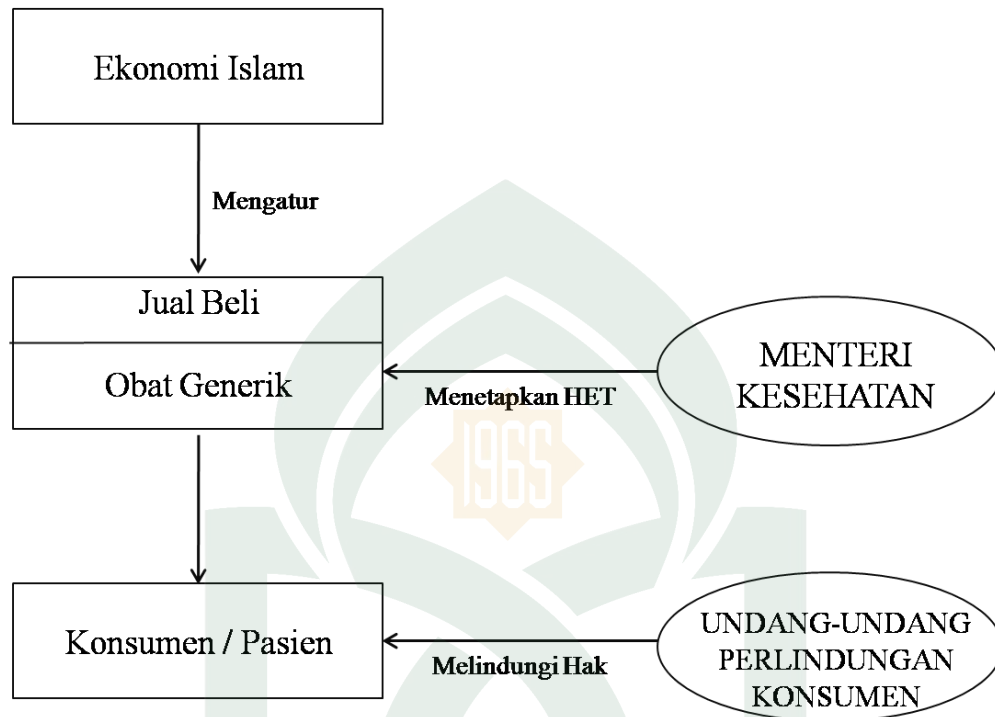 Ekonomi Islam
Mengatur
Jual Beli
Obat Generik
Menetapkan HET
MENTERI
KESEHATAN
1965
Konsumen / Pasien
Melindungi Hak
UNDANG-UNDANG
PERLINDUNGAN
KONSUMEN